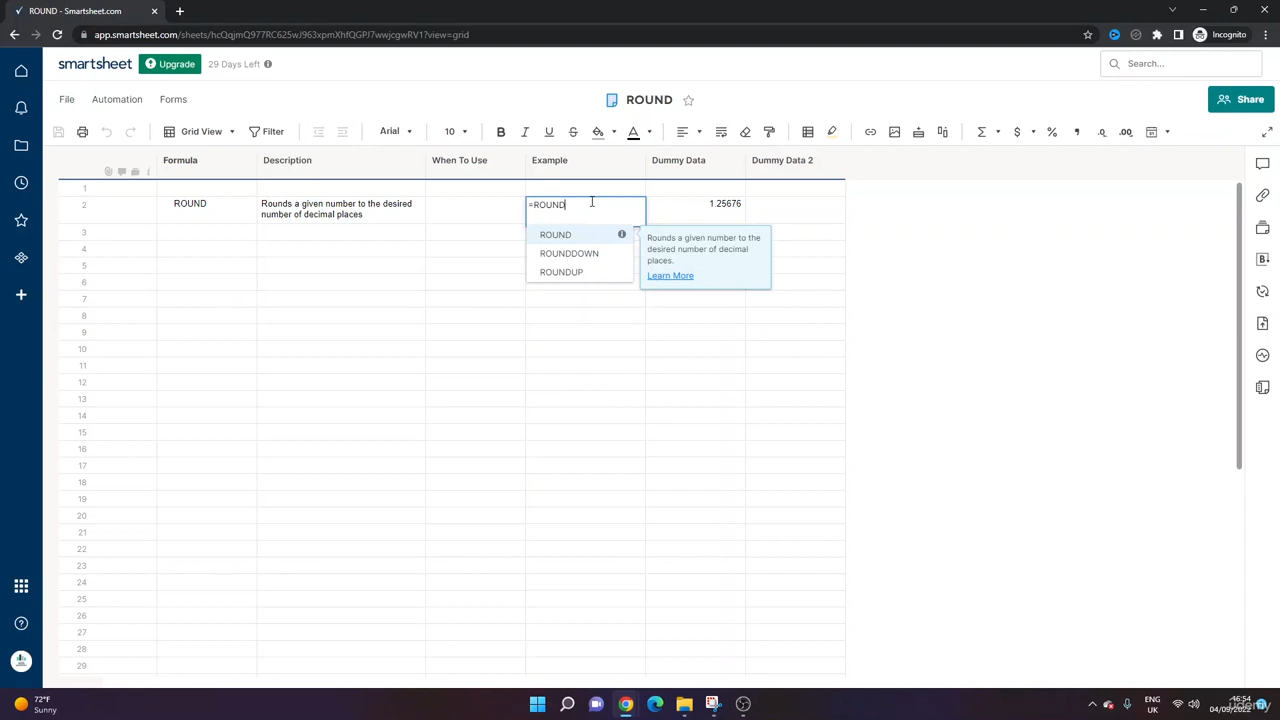 ROUND - Smartsheet.com
app.smartsheet.com/sheets/hcQqjmQ977RC625wJ963xpmXhfQGPJ7wwjcgwRV1?view=grid
Incognito
smartsheet
Upgrade
29 Days Left
Search...
File
Automation
Forms
ROUND
Share
Grid View
Filter
Arial
10
B I U S A
Σ $ % , .0 .00
Formula
Description
When To Use
Example
Dummy Data
Dummy Data 2
1
2
ROUND
Rounds a given number to the desired
number of decimal places
=ROUND
1.25676
ROUND
ROUNDDOWN
ROUNDUP
Rounds a given number to the
desired number of decimal
places.
Learn More
3
4
5
6
7
8
9
10
11
12
13
14
15
16
17
18
19
20
21
22
23
24
25
26
27
28
29
72°F
Sunny
ENG
UK
16:54
04/09/2022
udemy